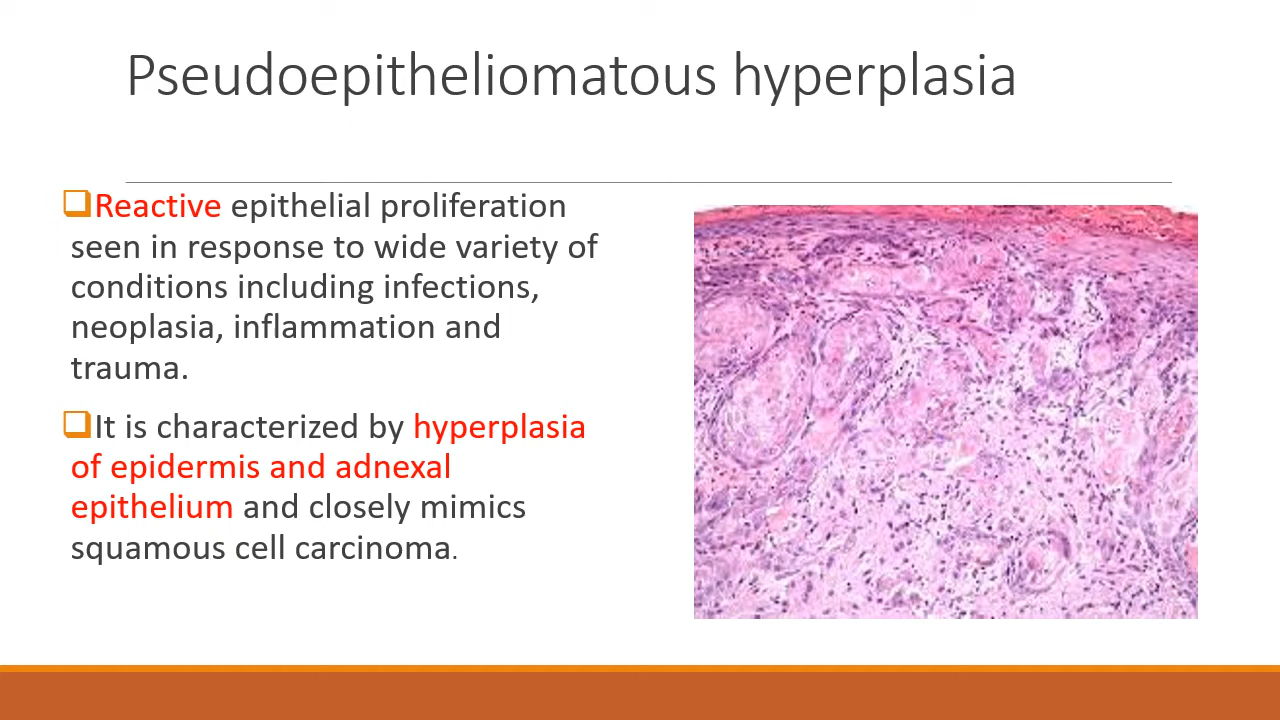 Pseudoepitheliomatous hyperplasia
Reactive epithelial proliferation
seen in response to wide variety of
conditions including infections,
neoplasia, inflammation and
trauma.
It is characterized by hyperplasia
of epidermis and adnexal
epithelium and closely mimics
squamous cell carcinoma.